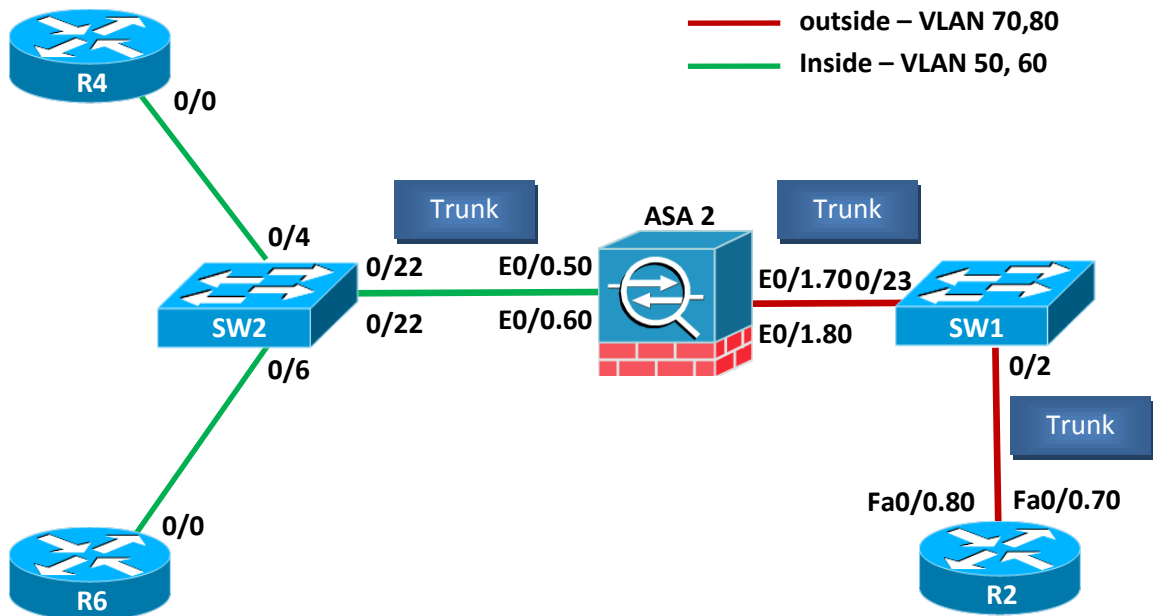 outside – VLAN 70,80
Inside – VLAN 50, 60
R4
0/0
Trunk
Trunk
ASA 2
0/4
0/22
E0/0.50
E0/1.70
0/23
SW2
0/22
E0/0.60
E0/1.80
SW1
0/6
0/2
Trunk
0/0
Fa0/0.80
Fa0/0.70
R6
R2